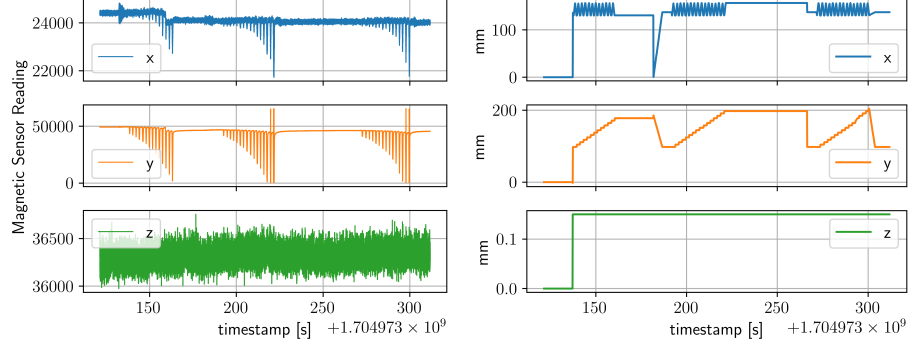 Magnetic Sensor Reading
24000
22000
x
50000
0
y
36500
36000
z
150
200
250
300
timestamp [s]
+1.704973 × 10⁹
mm
100
0
x
mm
200
0
y
mm
0.1
0.0
z
150
200
250
300
timestamp [s]
+1.704973 × 10⁹